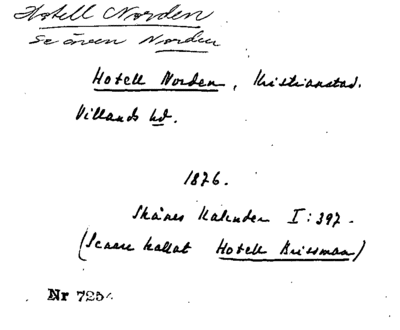 Hotell Norden
Se även Norden
Hotell Norden, Kristianstad.
Villands hd.
1876.
Skånes Kalender I:397.
(Senare kallat Hotell Krissman)
Nr 725